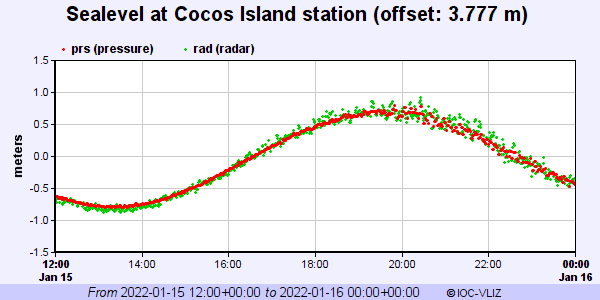 Sealevel at Cocos Island station (offset: 3.777 m)
prs (pressure) rad (radar)
1.5
1.0
0.5
0.0
-0.5
-1.0
-1.5
meters
12:00 14:00 16:00 18:00 20:00 22:00 00:00
Jan 15 Jan 16
From 2022-01-15 12:00+00:00 to 2022-01-16 00:00+00:00 © IOC-VLIZ